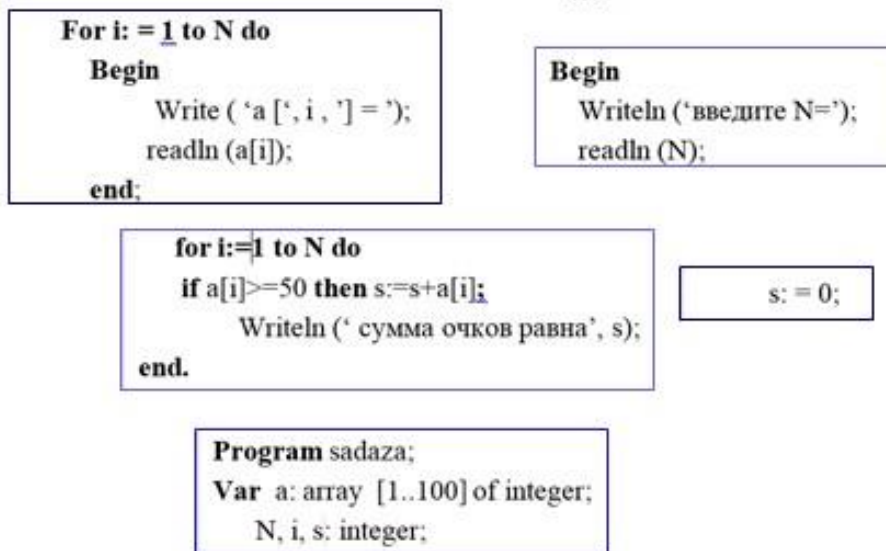 For i: = 1 to N do
Begin
Write ( ‘a [‘, i , ’] = ’);
readln (a[i]);
end;
Begin
Writeln (‘введите N=’);
readln (N);
for i:=1 to N do
if a[i]>=50 then s:=s+a[i];
Writeln (‘ сумма очков равна’, s);
end.
s: = 0;
Program sadaza;
Var a: array [1..100] of integer;
N, i, s: integer;